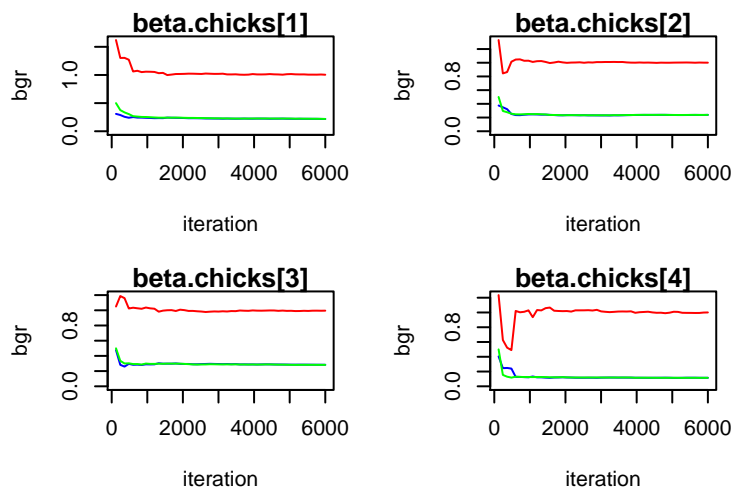 beta.chicks[1]
bgr
0.0 1.0
0 2000 4000 6000
iteration
beta.chicks[2]
bgr
0.0 0.8
0 2000 4000 6000
iteration
beta.chicks[3]
bgr
0.0 0.8
0 2000 4000 6000
iteration
beta.chicks[4]
bgr
0.0 0.8
0 2000 4000 6000
iteration